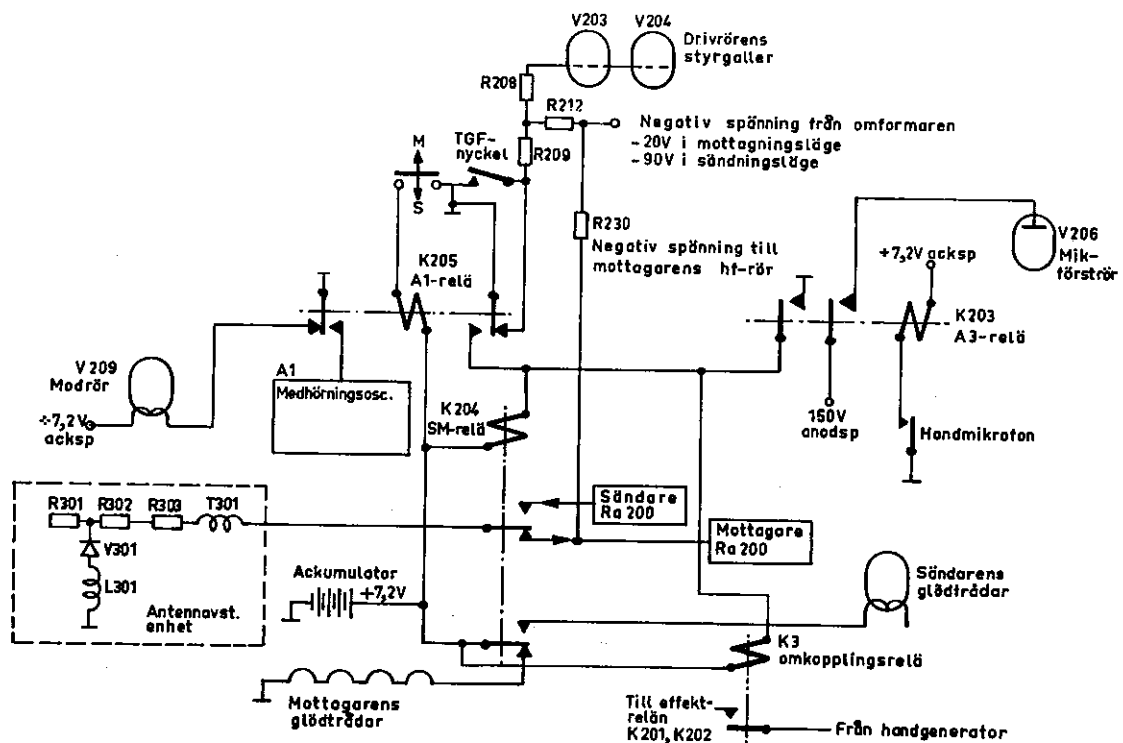 V203
V204
Drivrörens
styrgaller
R208
R212
Negativ spänning från omformaren
-20V i mottagningsläge
-90V i sändningsläge
TGF-
nyckel
R209
M
S
R230
Negativ spänning till
mottagarens hf-rör
V206
Mik-
förströr
+7,2V acksp
K205
A1-relä
K203
A3-relä
V209
Modrör
A1
Medhörningsosc.
+7,2V
acksp
K204
SM-relä
150V
anodsp
Handmikrofon
R301
R302
R303
T301
Sändare
Ra 200
V301
Mottagare
Ra 200
L301
Ackumulator
+7,2V
Sändarens
glödtrådar
Antennavst.
enhet
K3
omkopplingsrelä
Mottagarens
glödtrådar
Till effekt-
relän
K201, K202
Från handgenerator